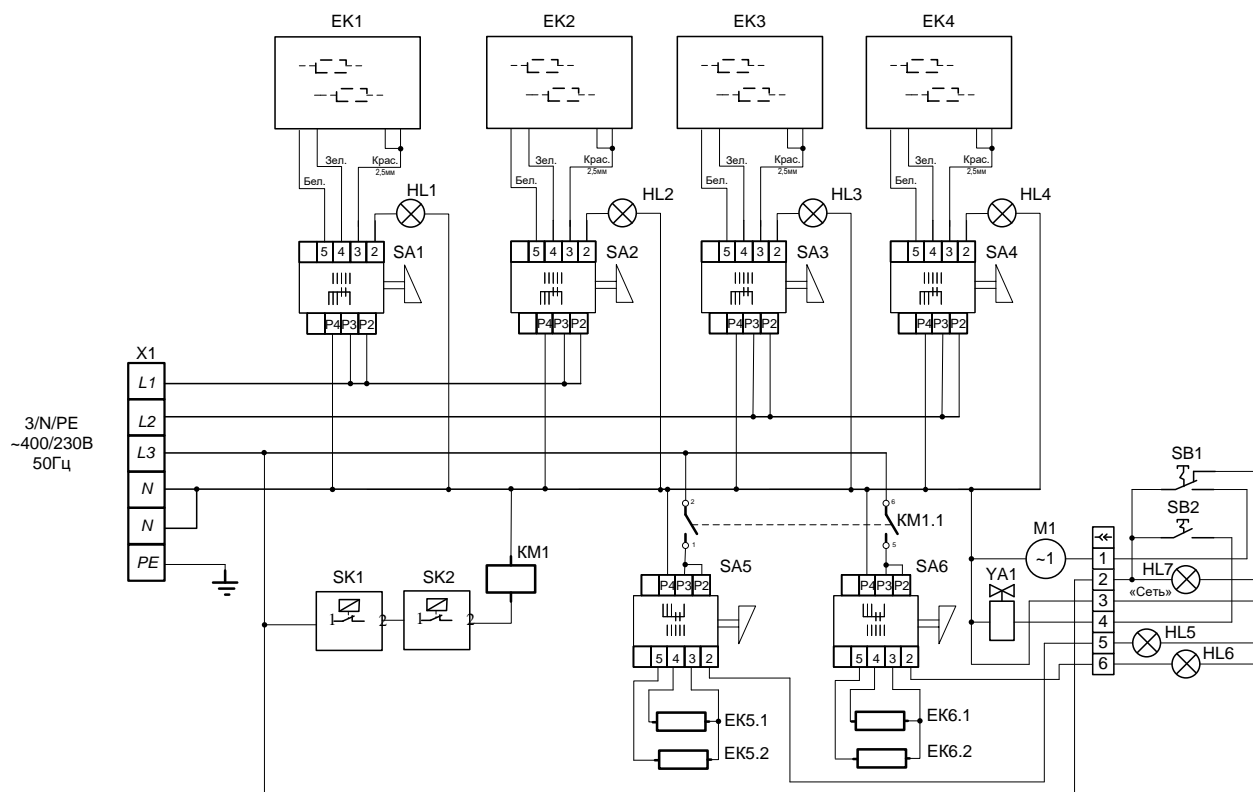 EK1 EK2 EK3 EK4
Зел. Крас. Зел. Крас. Зел. Крас. Зел. Крас.
2,5мм 2,5мм 2,5мм 2,5мм
Бел. Бел. Бел. Бел.
HL1 HL2 HL3 HL4
5 4 3 2 5 4 3 2 5 4 3 2 5 4 3 2
SA1 SA2 SA3 SA4
P4 P3 P2 P4 P3 P2 P4 P3 P2 P4 P3 P2
X1
L1
L2
L3
N
N
PE
3/N/PE
~400/230В
50Гц
SB1
SB2
2 6
KM1.1
1 5
M1
~1
KM1
SK1 SK2
1 2 1 2
SA5 SA6
P4 P3 P2 P4 P3 P2
5 4 3 2 5 4 3 2
YA1
1
2
3
4
5
6
HL7
«Сеть»
HL5
HL6
EK5.1 EK6.1
EK5.2 EK6.2